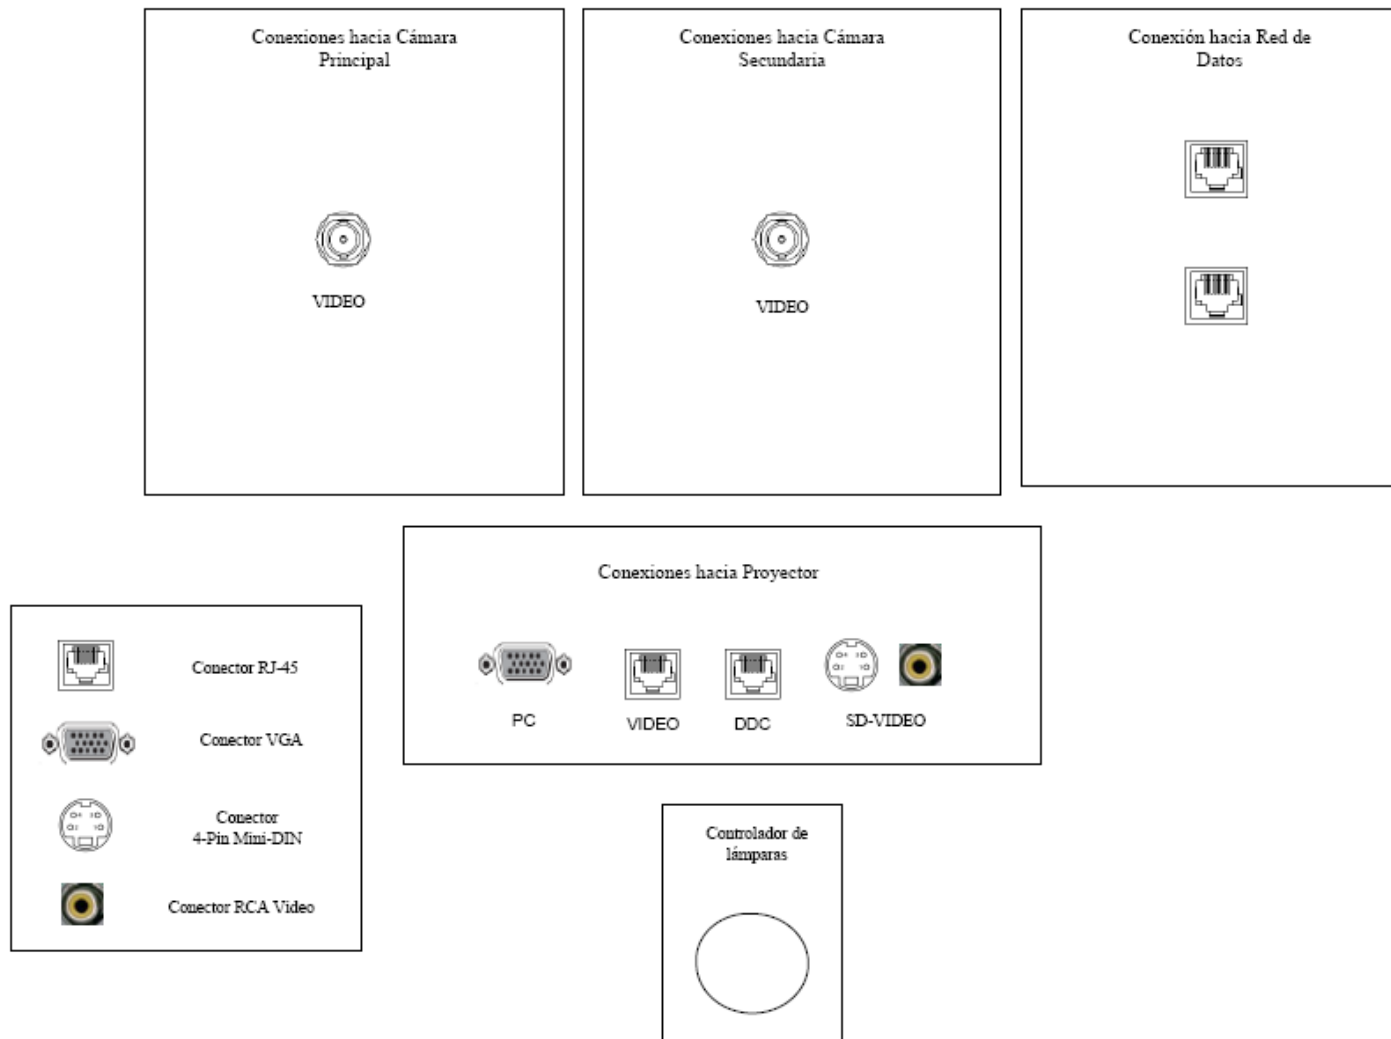 Conexiones hacia Cámara
Principal
VIDEO
Conexiones hacia Cámara
Secundaria
VIDEO
Conexión hacia Red de
Datos
Conexiones hacia Proyector
PC
VIDEO
DDC
SD-VIDEO
Conector RJ-45
Conector VGA
Conector
4-Pin Mini-DIN
Conector RCA Video
Controlador de
lámparas